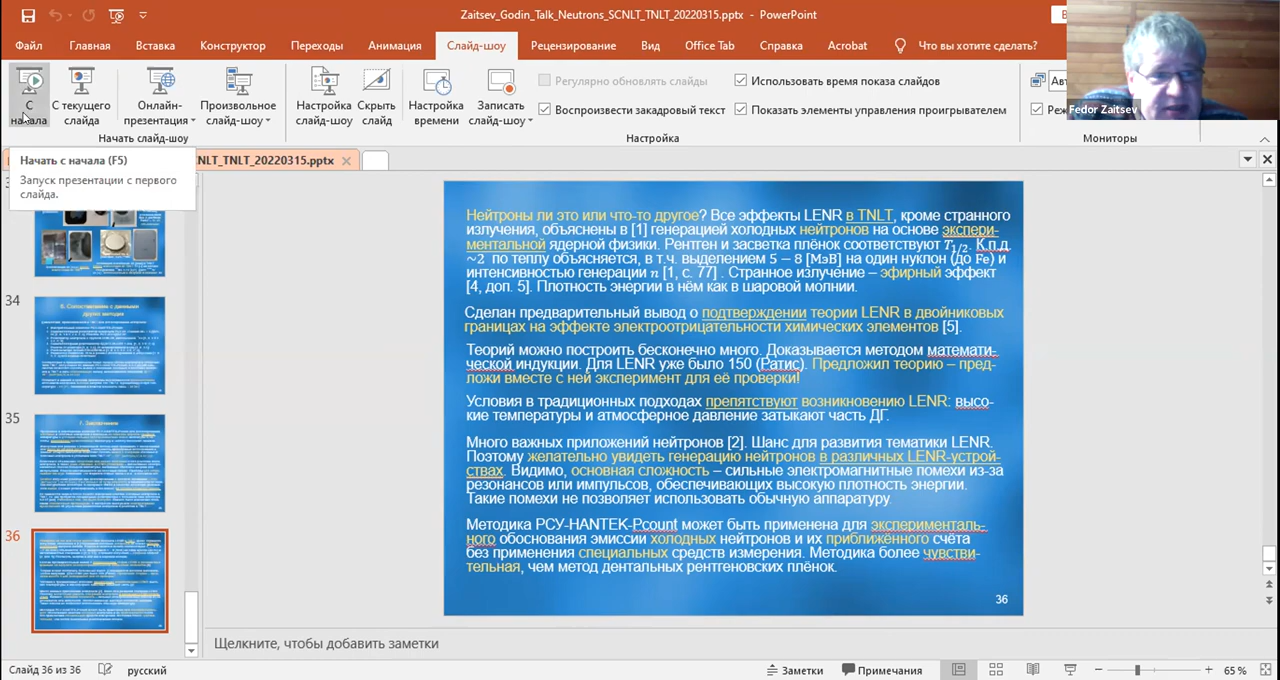 Zaitsev_Godin_Talk_Neutrons_SCNLT_TNLT_20220315.pptx - PowerPoint
Файл Главная Вставка Конструктор Переходы Анимация Слайд-шоу Рецензирование Вид Office Tab Справка Acrobat Что вы хотите сделать?
С начала
С текущего слайда
Онлайн-презентация
Произвольное слайд-шоу
Настройка слайд-шоу
Скрыть слайд
Настройка времени
Записать слайд-шоу
Регулярно обновлять слайды
Использовать время показа слайдов
Воспроизвести закадровый текст
Показать элементы управления проигрывателем
Fedor Zaitsev
Начать слайд-шоу
Настройка
Мониторы
Начать с начала (F5)
Запуск презентации с первого
слайда.
CNLT_TNLT_20220315.pptx
34
35
7. Заключение
36
Нейтроны ли это или что-то другое? Все эффекты LENR в TNLT, кроме странного
излучения, объяснены в [1] генерацией холодных нейтронов на основе экспери-
ментальной ядерной физики. Рентген и засветка плёнок соответствуют T1/2. К.п.д.
~2 по теплу объясняется, в т.ч. выделением 5 – 8 [МэВ] на один нуклон (до Fe) и
интенсивностью генерации n [1, с. 77] . Странное излучение – эфирный эффект
[4, доп. 5]. Плотность энергии в нём как в шаровой молнии.
Сделан предварительный вывод о подтверждении теории LENR в двойниковых
границах на эффекте электроотрицательности химических элементов [5].
Теорий можно построить бесконечно много. Доказывается методом математи-
ческой индукции. Для LENR уже было 150 (Ратис). Предложил теорию – пред-
ложи вместе с ней эксперимент для её проверки!
Условия в традиционных подходах препятствуют возникновению LENR: высо-
кие температуры и атмосферное давление затыкают часть ДГ.
Много важных приложений нейтронов [2]. Шанс для развития тематики LENR.
Поэтому желательно увидеть генерацию нейтронов в различных LENR-устрой-
ствах. Видимо, основная сложность – сильные электромагнитные помехи из-за
резонансов или импульсов, обеспечивающих высокую плотность энергии.
Такие помехи не позволяет использовать обычную аппаратуру.
Методика РСУ-HANTEK-Pcount может быть применена для эксперименталь-
ного обоснования эмиссии холодных нейтронов и их приближённого счёта
без применения специальных средств измерения. Методика более чувстви-
тельная, чем метод дентальных рентгеновских плёнок.
36
Щелкните, чтобы добавить заметки
Слайд 36 из 36 русский Заметки Примечания 65 %